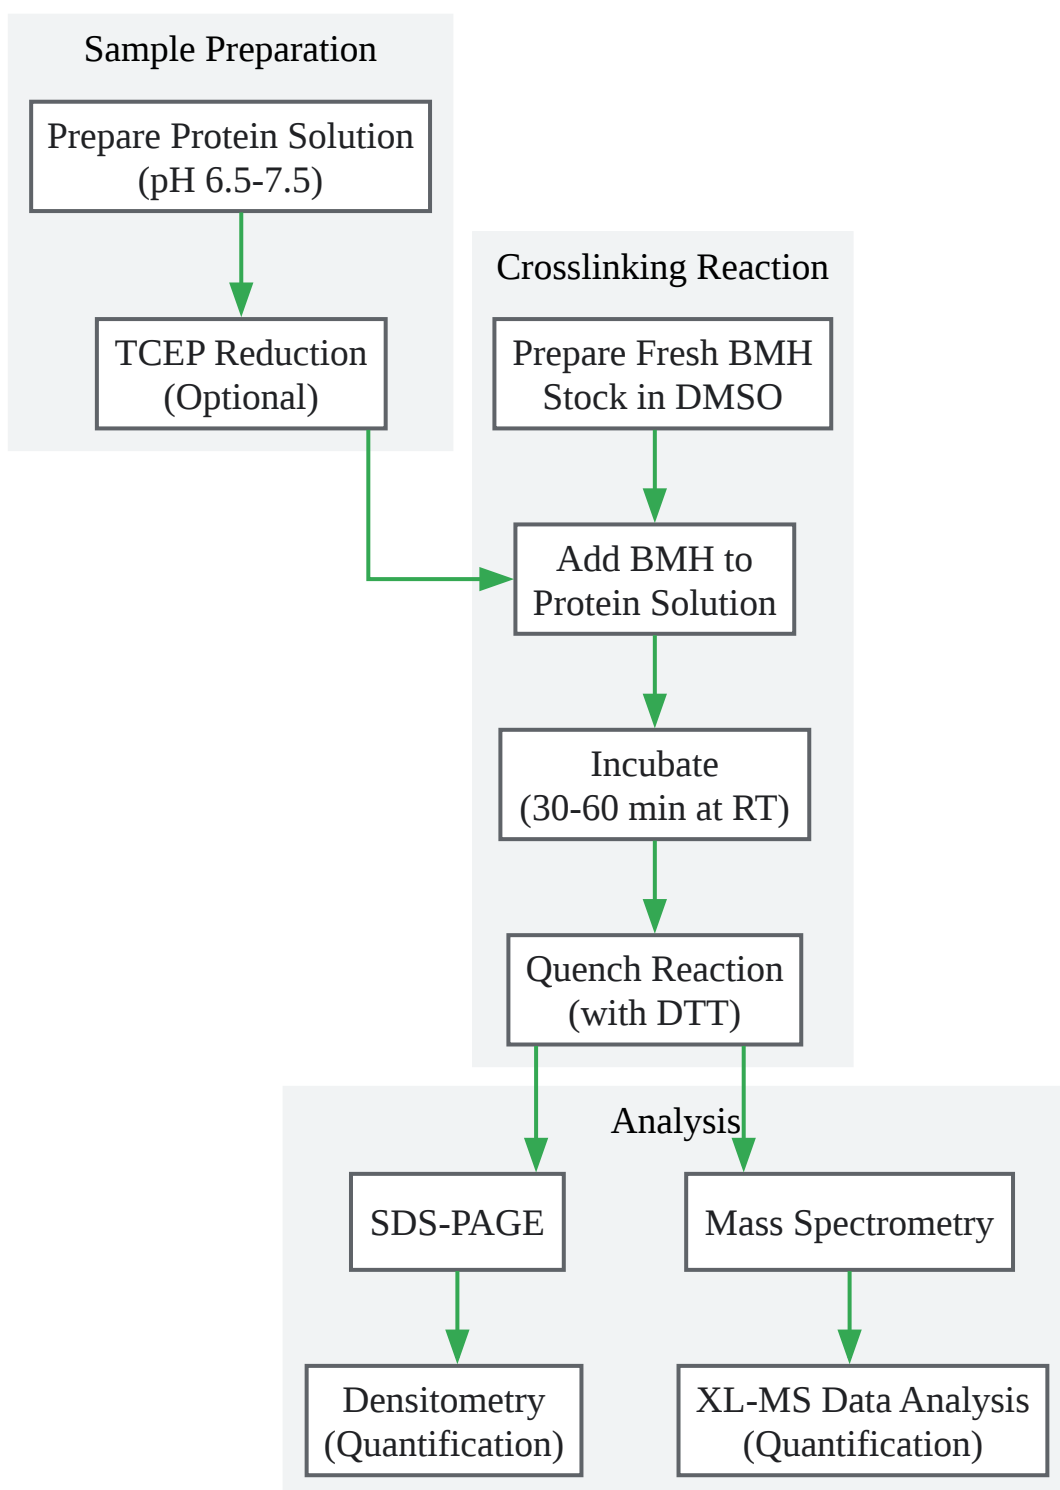 Sample Preparation
Prepare Protein Solution
(pH 6.5-7.5)
TCEP Reduction
(Optional)
Crosslinking Reaction
Prepare Fresh BMH
Stock in DMSO
Add BMH to
Protein Solution
Incubate
(30-60 min at RT)
Quench Reaction
(with DTT)
Analysis
SDS-PAGE
Densitometry
(Quantification)
Mass Spectrometry
XL-MS Data Analysis
(Quantification)